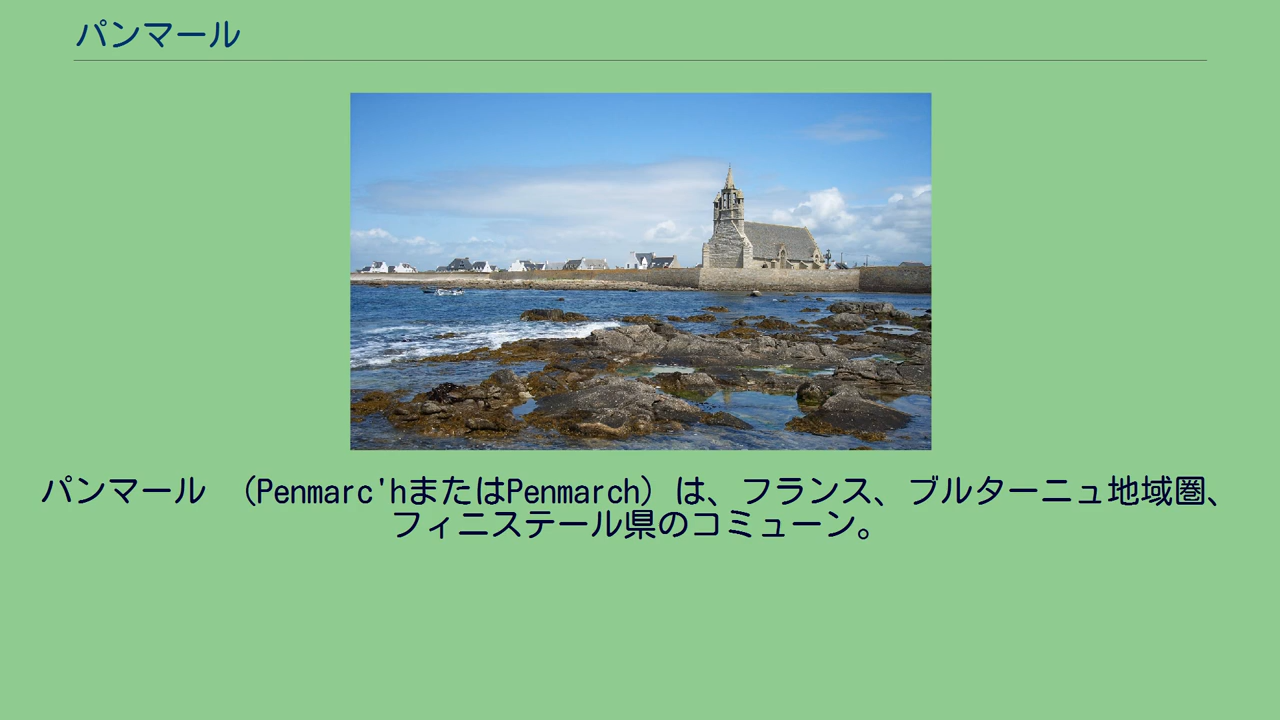 パンマール
パンマール （Penmarc'hまたはPenmarch）は、フランス、ブルターニュ地域圏、
フィニステール県のコミューン。